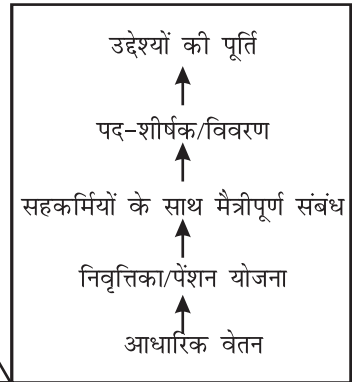 उद्देश्यों की पूर्ति
पद-शीर्षक/विवरण
सहकर्मियों के साथ मैत्रीपूर्ण संबंध
निवृत्तिका/पेंशन योजना
आधारिक वेतन